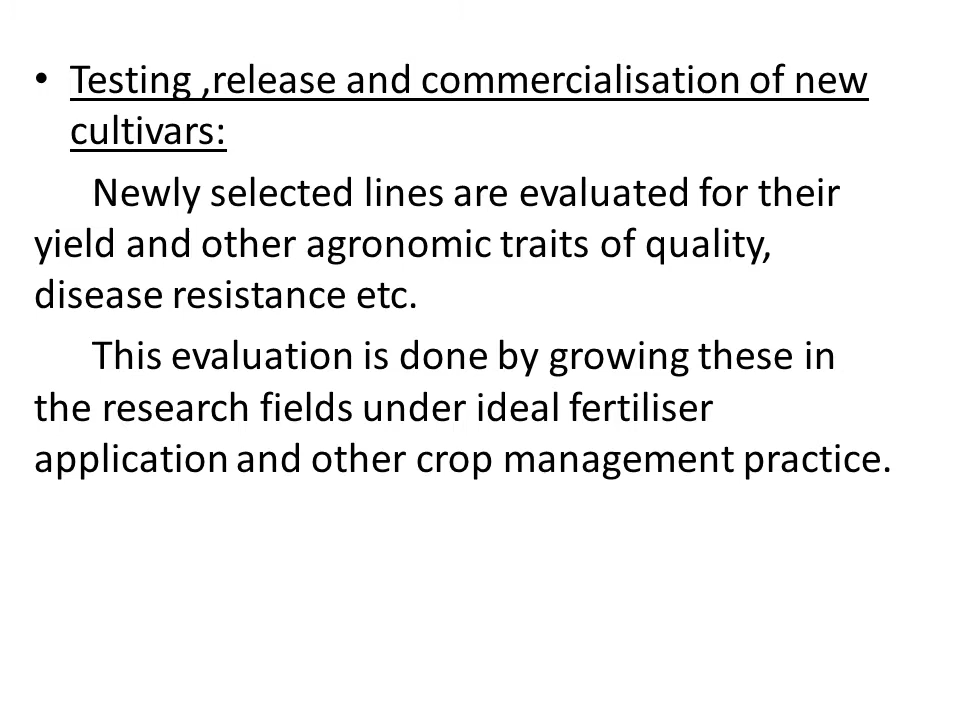 • Testing ,release and commercialisation of new
cultivars:
Newly selected lines are evaluated for their
yield and other agronomic traits of quality,
disease resistance etc.
This evaluation is done by growing these in
the research fields under ideal fertiliser
application and other crop management practice.